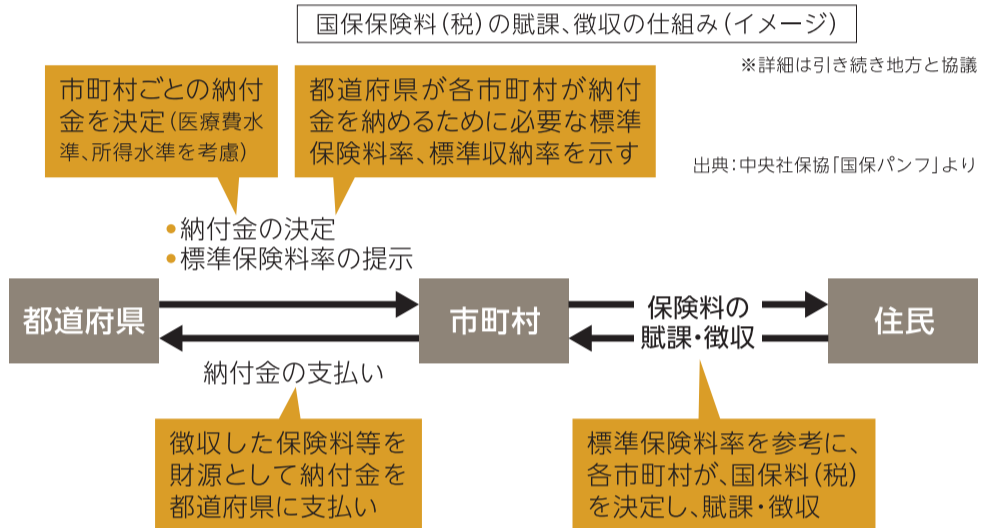 国保保険料(税)の賦課、徴収の仕組み(イメージ)
※詳細は引き続き地方と協議
市町村ごとの納付
金を決定(医療費水
準、所得水準を考慮)
都道府県が各市町村が納付
金を納めるために必要な標準
保険料率、標準収納率を示す
出典:中央社保協「国保パンフ」より
•納付金の決定
•標準保険料率の提示
都道府県
市町村
保険料の
賦課・徴収
住民
納付金の支払い
徴収した保険料等を
財源として納付金を
都道府県に支払い
標準保険料率を参考に、
各市町村が、国保料(税)
を決定し、賦課・徴収